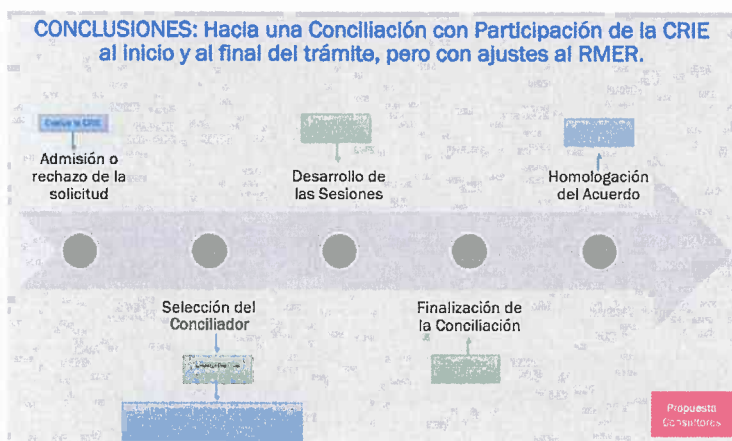 CONCLUSIONES: Hacia una Conciliación con Participación de la CRIE
al inicio y al final del trámite, pero con ajustes al RMER.
Admisión o
rechazo de la
solicitud
Desarrollo de
las Sesiones
Homologación
del Acuerdo
Selección del
Conciliador
Finalización de
la Conciliación
Propuesta
Consultores